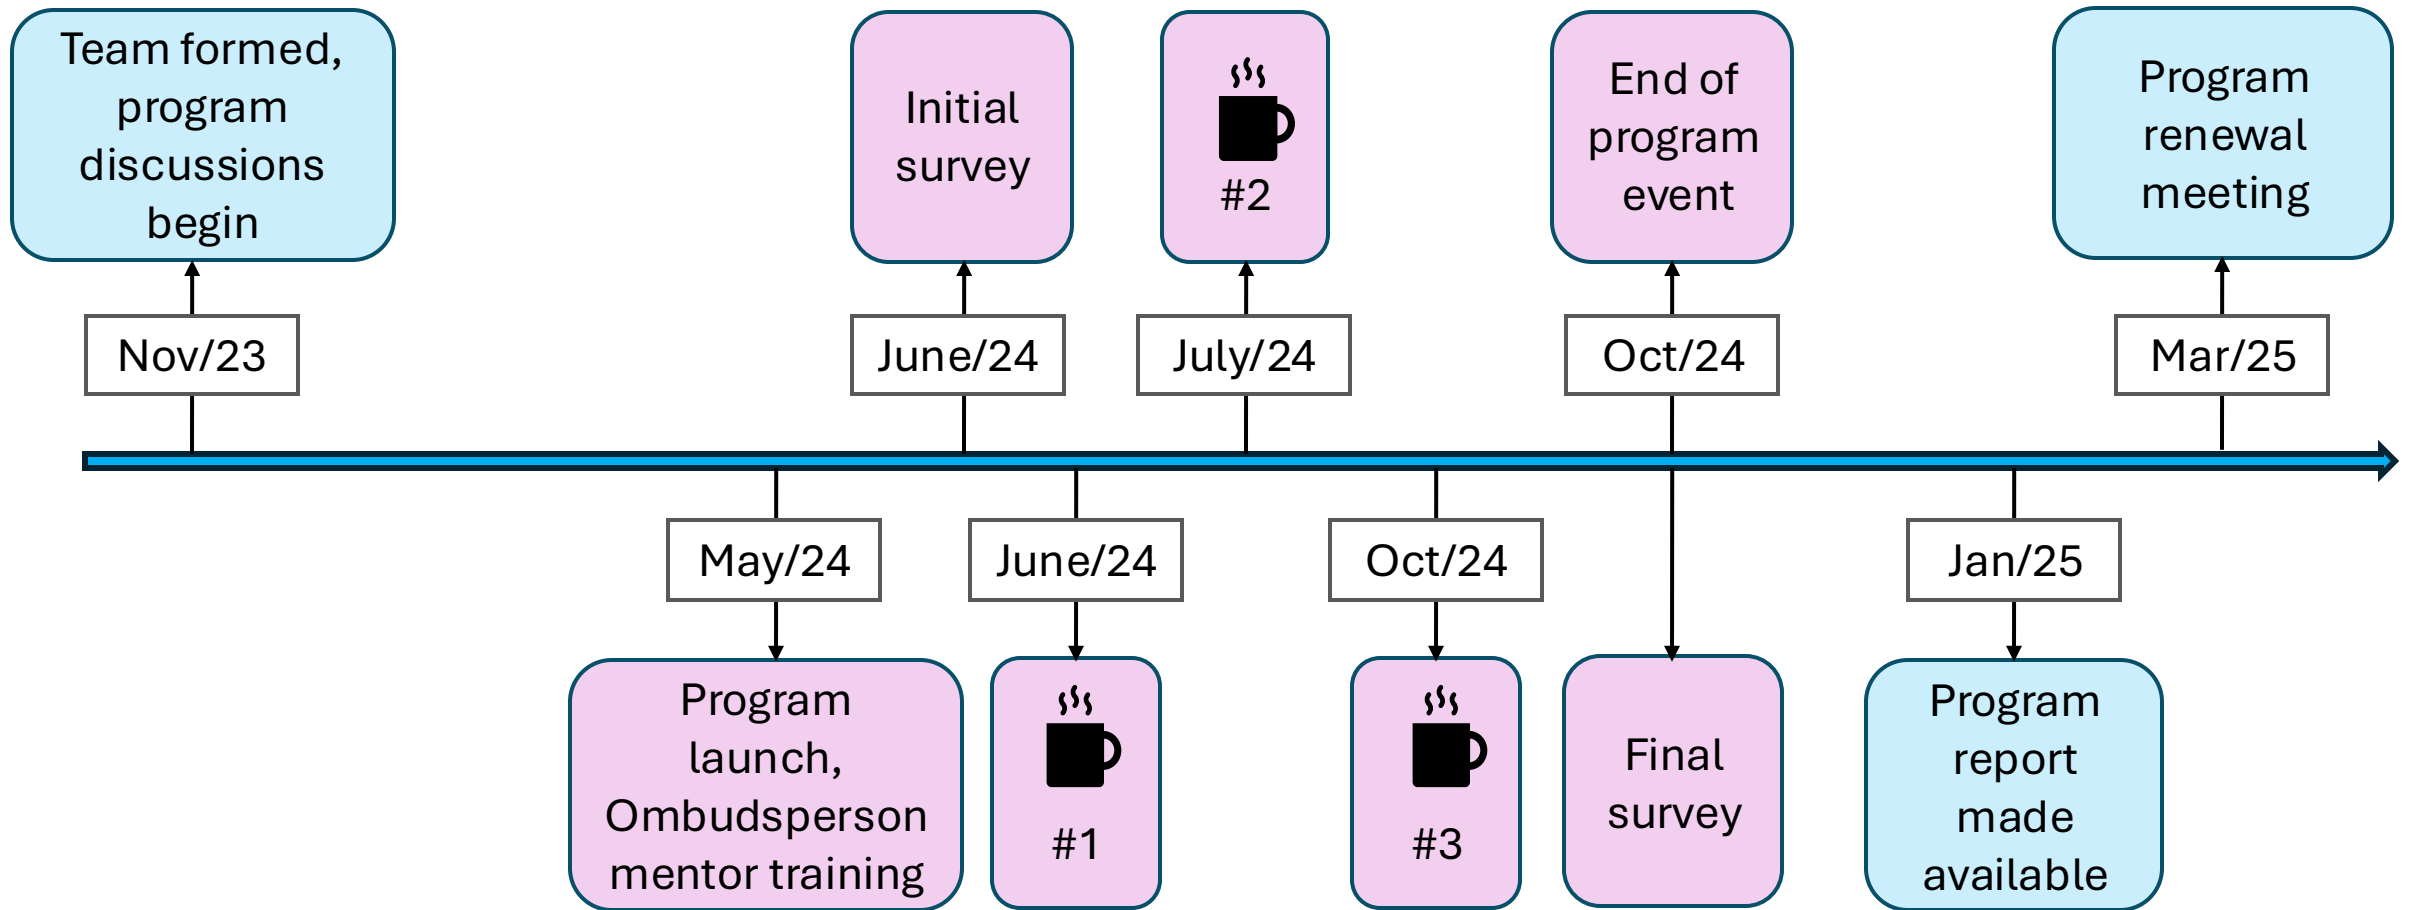 Team formed,
program
discussions
begin
Initial
survey
#2
End of
program
event
Program
renewal
meeting
Nov/23
June/24
July/24
Oct/24
Mar/25
May/24
June/24
Oct/24
Jan/25
Program
launch,
Ombudsperson
mentor training
#1
#3
Final
survey
Program
report
made
available